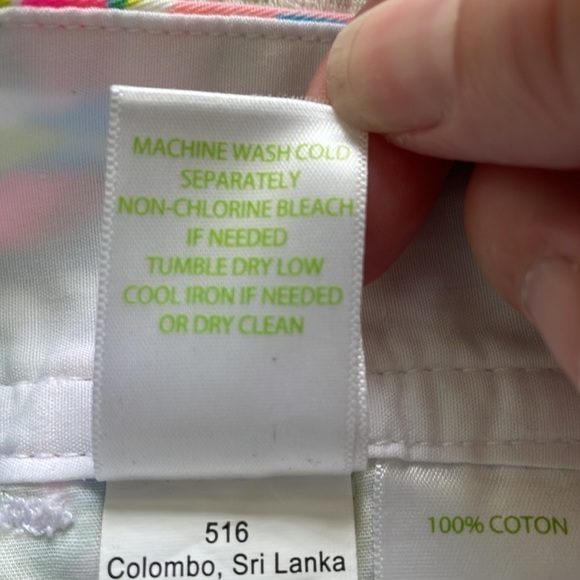 MACHINE WASH COLD
SEPARATELY
NON-CHLORINE BLEACH
IF NEEDED
TUMBLE DRY LOW
COOL IRON IF NEEDED
OR DRY CLEAN
516
Colombo, Sri Lanka
100% COTON